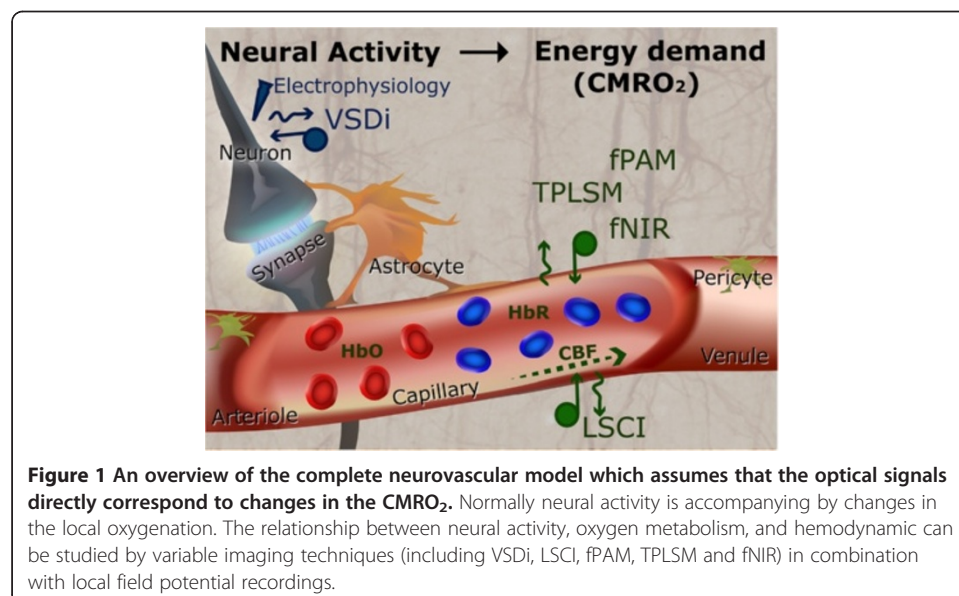 Neural Activity → Energy demand
(CMRO₂)
Electrophysiology
VSDi
Neuron
fPAM
TPLSM
fNIR
Synapse
Astrocyte
Pericyte
HbR
HbO
CBF
Venule
Capillary
Arteriole
LSCI
Figure 1 An overview of the complete neurovascular model which assumes that the optical signals
directly correspond to changes in the CMRO₂. Normally neural activity is accompanying by changes in
the local oxygenation. The relationship between neural activity, oxygen metabolism, and hemodynamic can
be studied by variable imaging techniques (including VSDi, LSCI, fPAM, TPLSM and fNIR) in combination
with local field potential recordings.